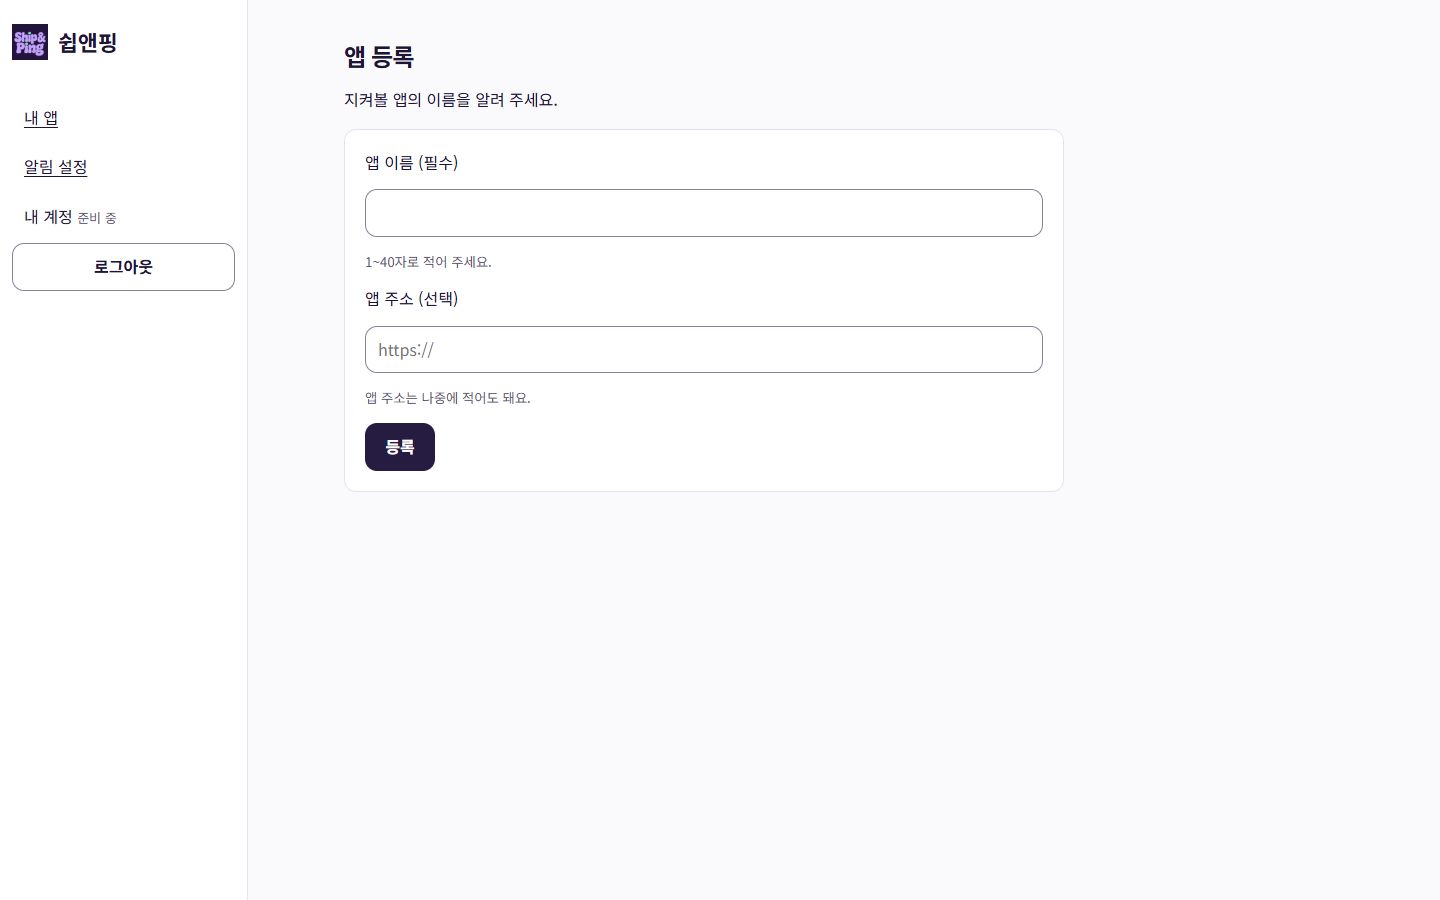 Ship&
Ping
쉽앤핑
내 앱
알림 설정
내 계정 준비 중
로그아웃
앱 등록
지켜볼 앱의 이름을 알려 주세요.
앱 이름 (필수)
1~40자로 적어 주세요.
앱 주소 (선택)
https://
앱 주소는 나중에 적어도 돼요.
등록